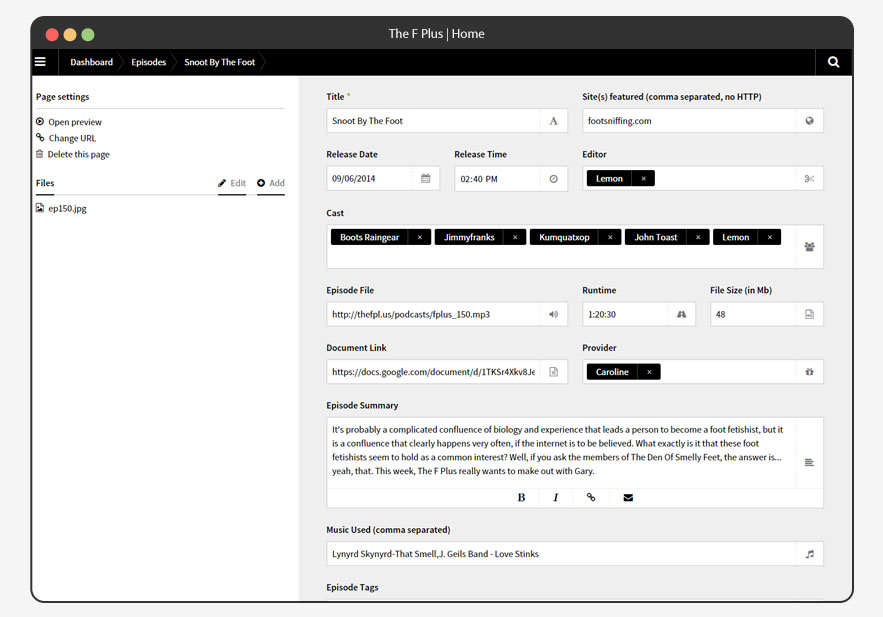 The F Plus | Home
Dashboard Episodes Snoot By The Foot
Page settings
Open preview
Change URL
Delete this page
Files Edit Add
ep150.jpg
Title *
Snoot By The Foot
Site(s) featured (comma separated, no HTTP)
footsniffing.com
Release Date
09/06/2014
Release Time
02:40 PM
Editor
Lemon ×
Cast
Boots Raingear × Jimmyfranks × Kumquatxop × John Toast × Lemon ×
Episode File
http://thefpl.us/podcasts/fplus_150.mp3
Runtime
1:20:30
File Size (in Mb)
48
Document Link
https://docs.google.com/document/d/1TKSr4Xkv8Je
Provider
Caroline ×
Episode Summary
It's probably a complicated confluence of biology and experience that leads a person to become a foot fetishist, but it
is a confluence that clearly happens very often, if the internet is to be believed. What exactly is it that these foot
fetishists seem to hold as a common interest? Well, if you ask the members of The Den Of Smelly Feet, the answer is...
yeah, that. This week, The F Plus really wants to make out with Gary.
B I
Music Used (comma separated)
Lynyrd Skynyrd-That Smell,J. Geils Band - Love Stinks
Episode Tags